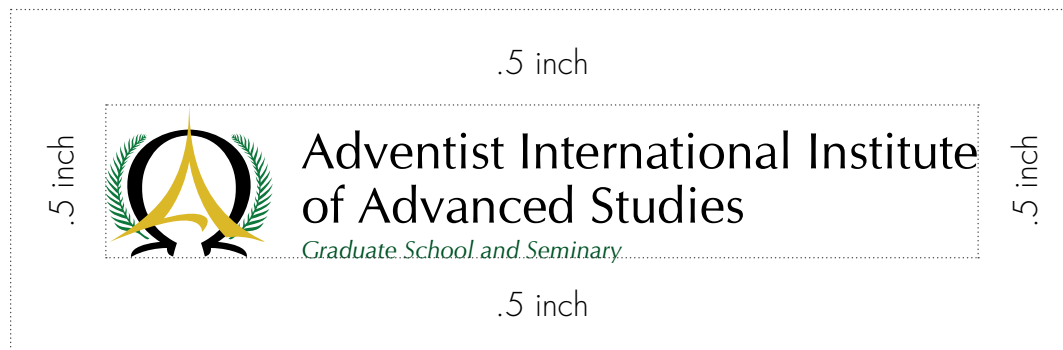 .5 inch
.5 inch
Adventist International Institute
of Advanced Studies
Graduate School and Seminary
.5 inch
.5 inch